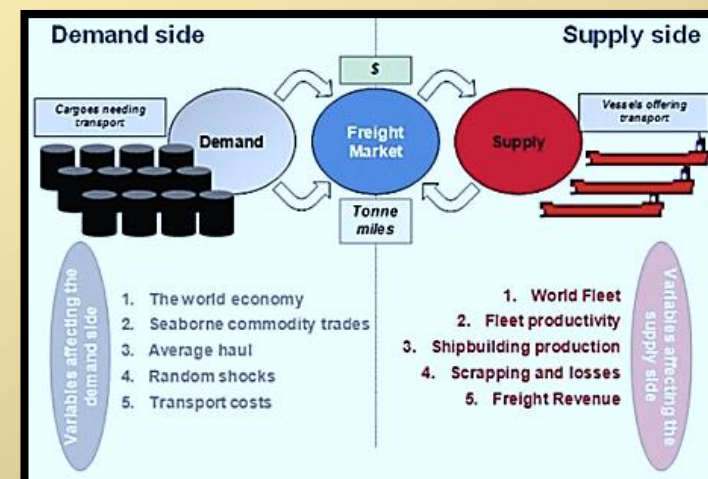 Demand side
Supply side
$
Cargoes needing
transport
Demand
Freight
Market
Supply
Vessels offering
transport
Tonne
miles
Variables affecting the
demand side
1. The world economy
2. Seaborne commodity trades
3. Average haul
4. Random shocks
5. Transport costs
1. World Fleet
2. Fleet productivity
3. Shipbuilding production
4. Scrapping and losses
5. Freight Revenue
Variables affecting the
supply side